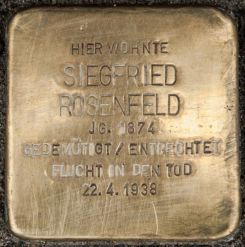 HIER WOHNTE
SIEGFRIED
ROSENFELD
JG. 1874
GEDEMÜTIGT / ENTRECHTET
FLUCHT IN DEN TOD
22.4.1938